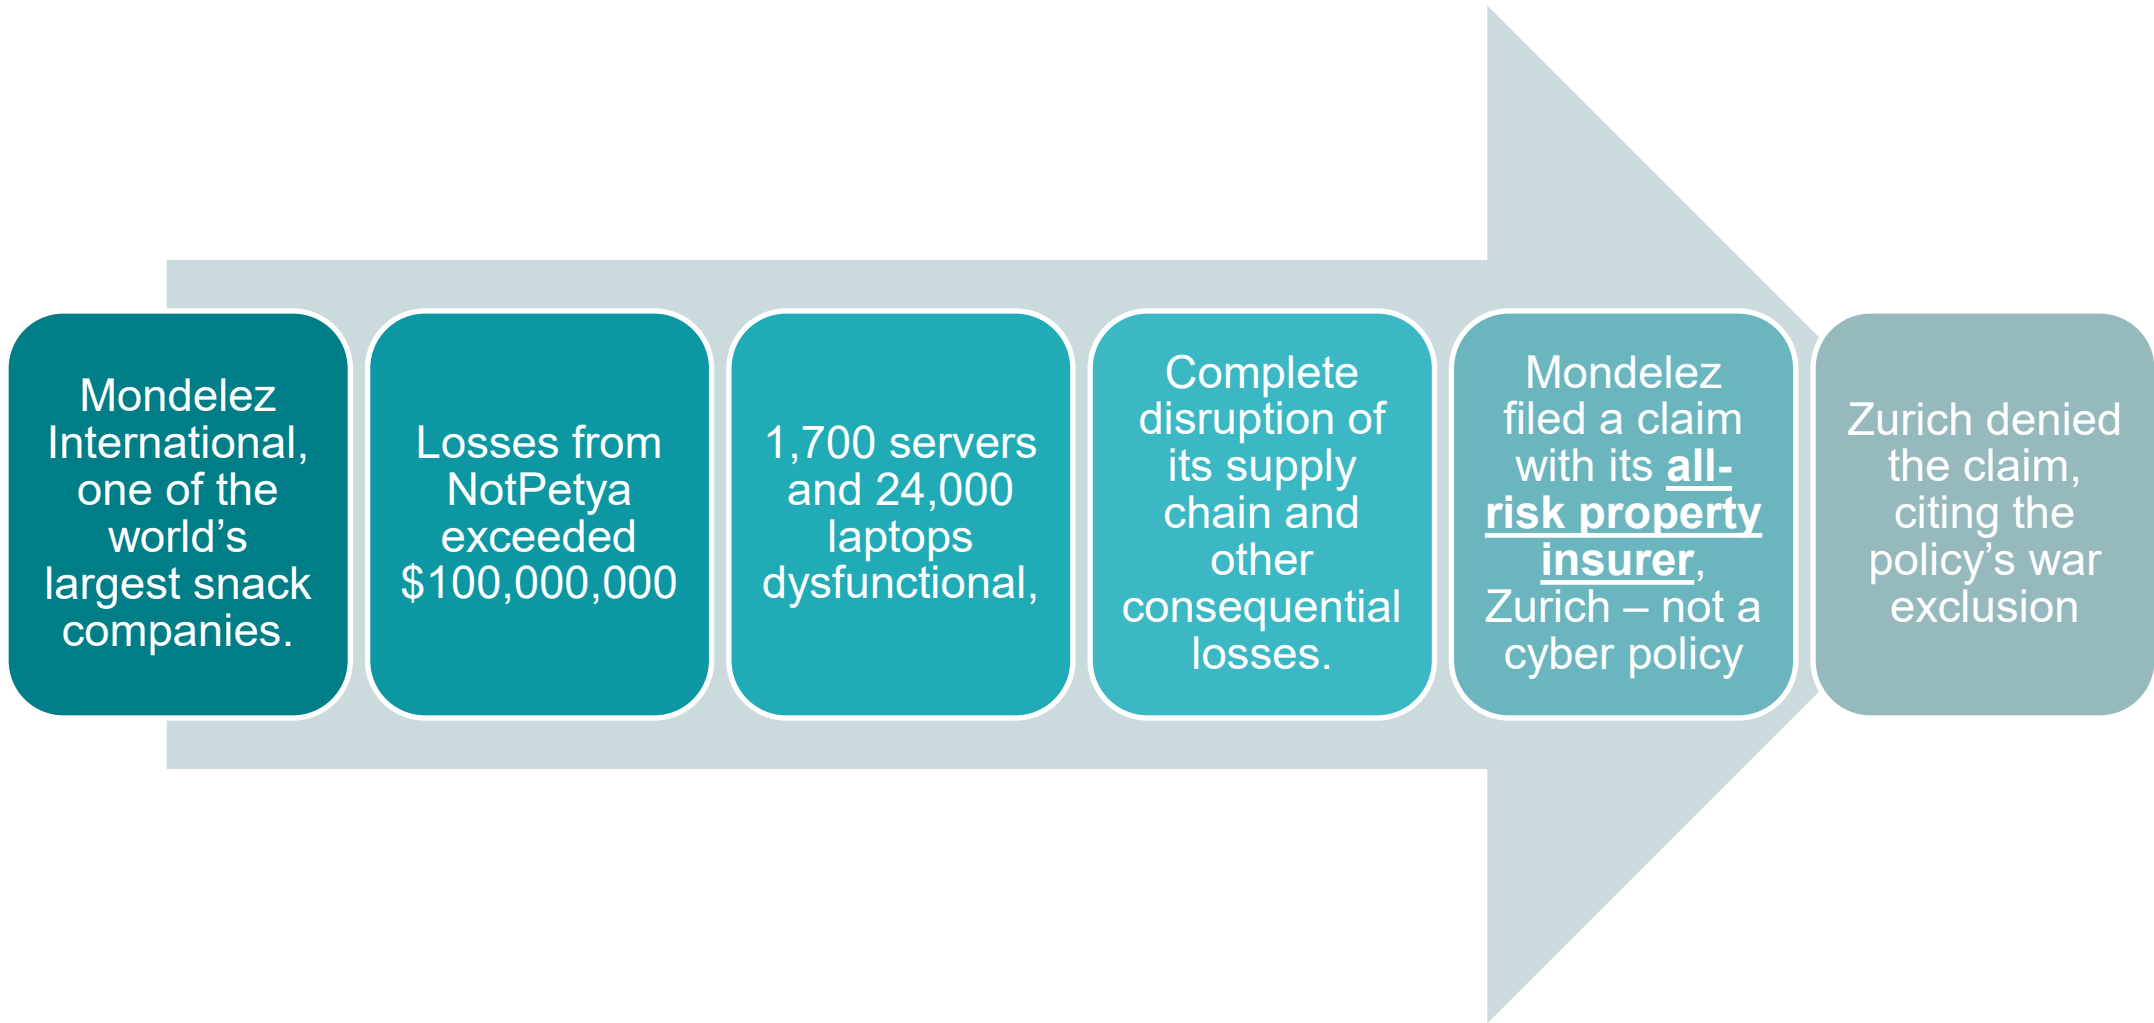 Mondelez
International,
one of the
world’s
largest snack
companies.
Losses from
NotPetya
exceeded
$100,000,000
1,700 servers
and 24,000
laptops
dysfunctional,
Complete
disruption of
its supply
chain and
other
consequential
losses.
Mondelez
filed a claim
with its all-
risk property
insurer,
Zurich – not a
cyber policy
Zurich denied
the claim,
citing the
policy’s war
exclusion